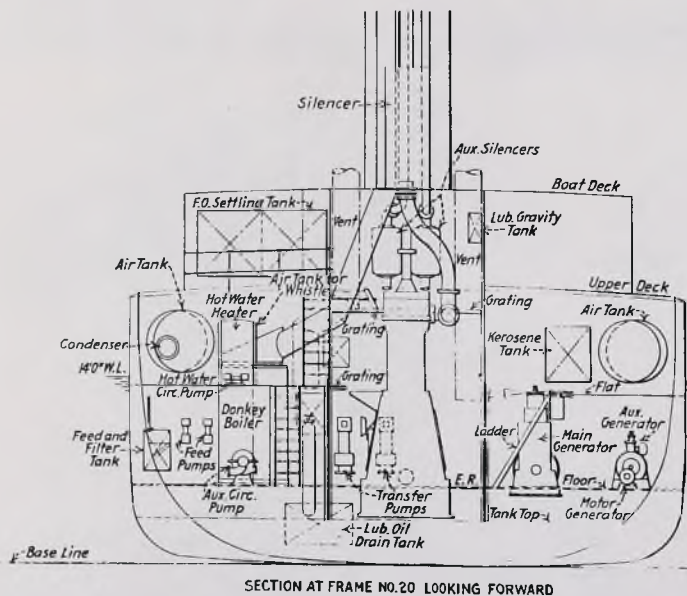 Silencer
Aux. Silencers
Boat Deck
F.O. Settling Tank
Vent
Lub. Gravity
Tank
Vent
Upper Deck
Air Tank
Air Tank for
Whistle
Hot Water
Heater
Grating
Air Tank
Grating
Kerosene
Tank
Condenser
14'0" W.L.
Hot Water
Circ. Pump
Grating
Flat
Donkey
Boiler
Aux.
Generator
Feed and
Filter
Tank
Feed
Pumps
Ladder
Main
Generator
Aux. Circ.
Pump
E.R.
Floor
Transfer
Pumps
Tank Top
Motor
Generator
Lub. Oil
Drain Tank
Base Line
SECTION AT FRAME NO.20 LOOKING FORWARD